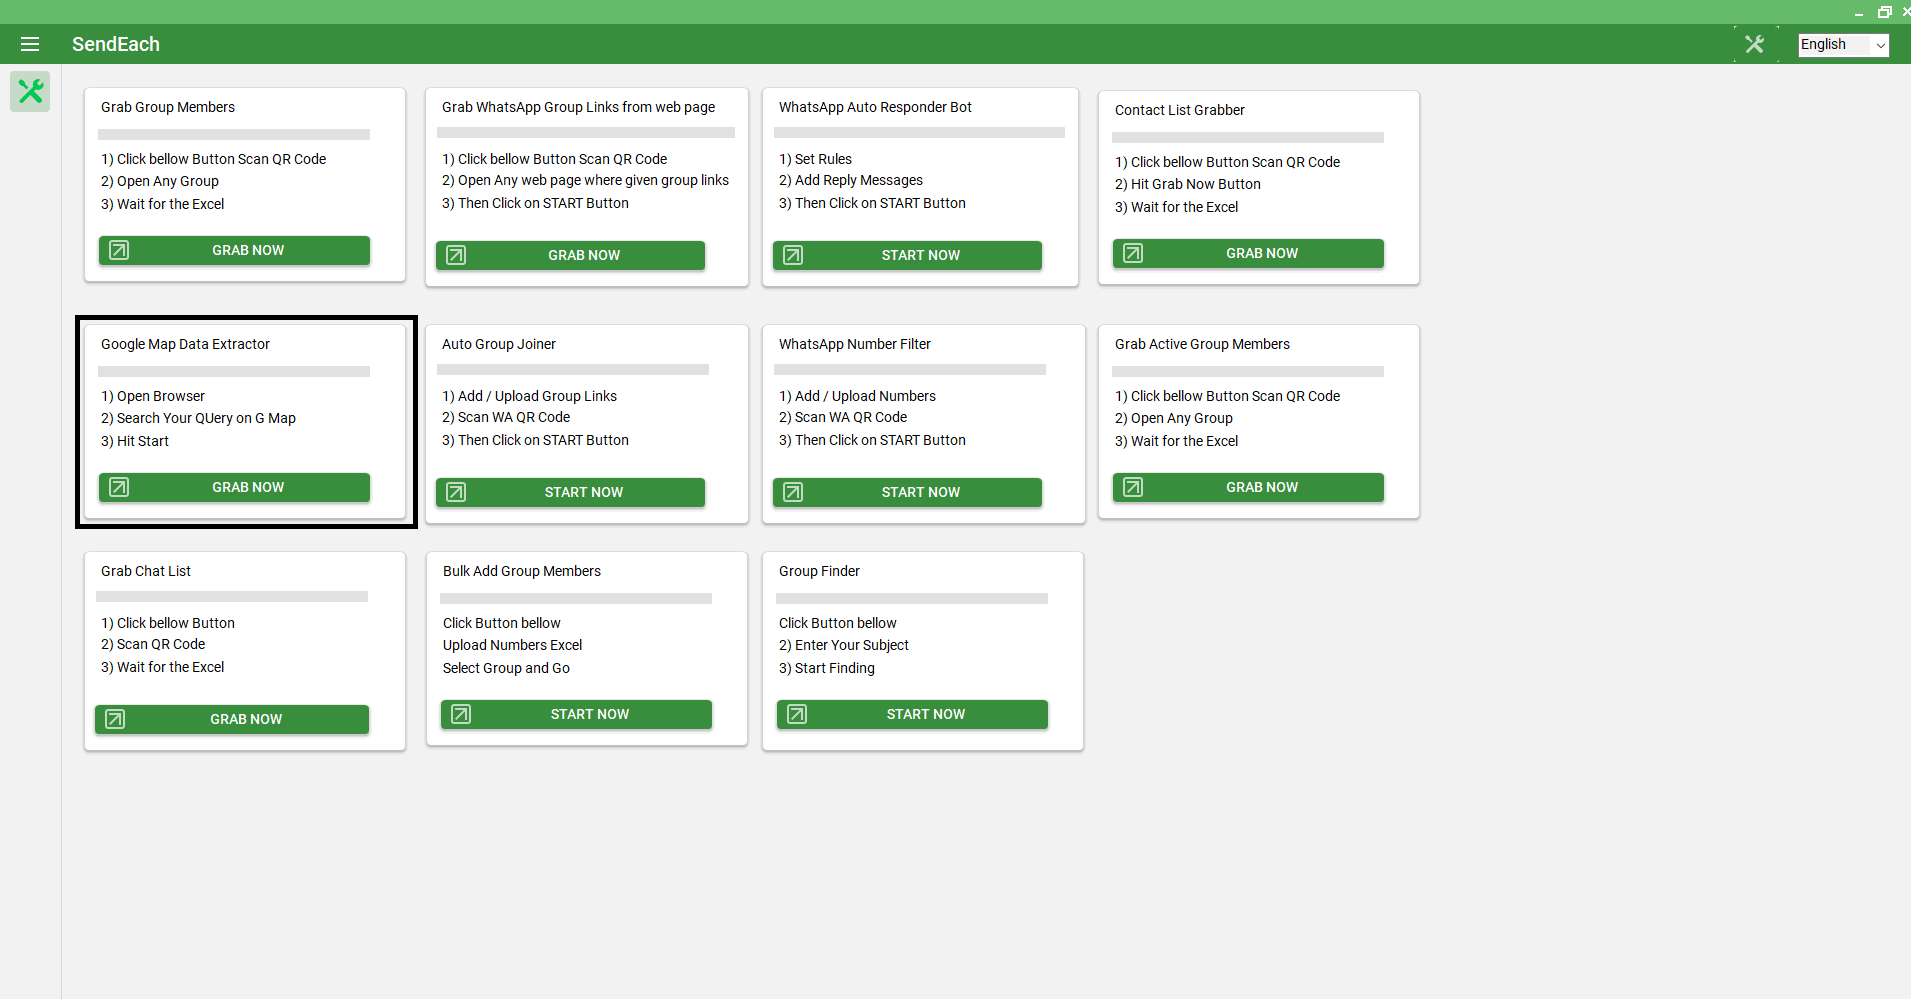 SendEach
English
Grab Group Members
1) Click bellow Button Scan QR Code
2) Open Any Group
3) Wait for the Excel
GRAB NOW
Grab WhatsApp Group Links from web page
1) Click bellow Button Scan QR Code
2) Open Any web page where given group links
3) Then Click on START Button
GRAB NOW
WhatsApp Auto Responder Bot
1) Set Rules
2) Add Reply Messages
3) Then Click on START Button
START NOW
Contact List Grabber
1) Click bellow Button Scan QR Code
2) Hit Grab Now Button
3) Wait for the Excel
GRAB NOW
Google Map Data Extractor
1) Open Browser
2) Search Your QUery on G Map
3) Hit Start
GRAB NOW
Auto Group Joiner
1) Add / Upload Group Links
2) Scan WA QR Code
3) Then Click on START Button
START NOW
WhatsApp Number Filter
1) Add / Upload Numbers
2) Scan WA QR Code
3) Then Click on START Button
START NOW
Grab Active Group Members
1) Click bellow Button Scan QR Code
2) Open Any Group
3) Wait for the Excel
GRAB NOW
Grab Chat List
1) Click bellow Button
2) Scan QR Code
3) Wait for the Excel
GRAB NOW
Bulk Add Group Members
Click Button bellow
Upload Numbers Excel
Select Group and Go
START NOW
Group Finder
Click Button bellow
2) Enter Your Subject
3) Start Finding
START NOW